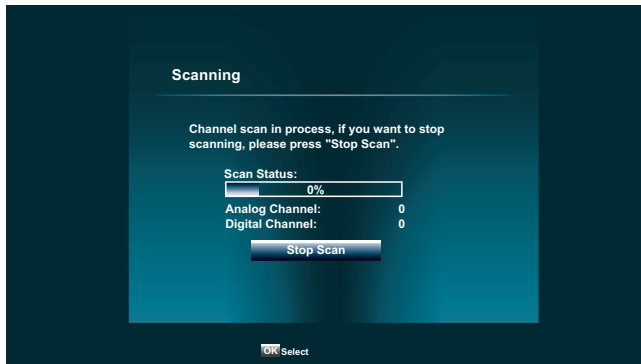 Scanning
Channel scan in process, if you want to stop
scanning, please press "Stop Scan".
Scan Status:
0%
Analog Channel: 0
Digital Channel: 0
Stop Scan
OK Select